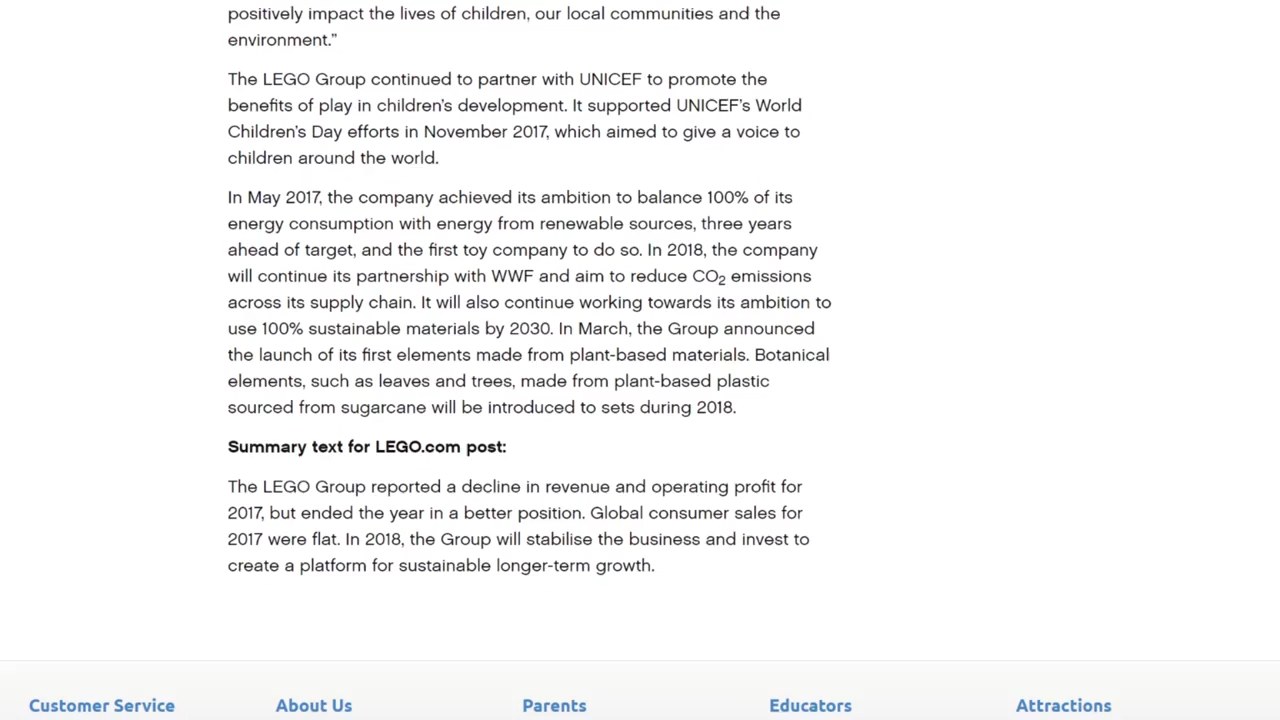 positively impact the lives of children, our local communities and the
environment.”
The LEGO Group continued to partner with UNICEF to promote the
benefits of play in children’s development. It supported UNICEF’s World
Children’s Day efforts in November 2017, which aimed to give a voice to
children around the world.
In May 2017, the company achieved its ambition to balance 100% of its
energy consumption with energy from renewable sources, three years
ahead of target, and the first toy company to do so. In 2018, the company
will continue its partnership with WWF and aim to reduce CO₂ emissions
across its supply chain. It will also continue working towards its ambition to
use 100% sustainable materials by 2030. In March, the Group announced
the launch of its first elements made from plant-based materials. Botanical
elements, such as leaves and trees, made from plant-based plastic
sourced from sugarcane will be introduced to sets during 2018.
Summary text for LEGO.com post:
The LEGO Group reported a decline in revenue and operating profit for
2017, but ended the year in a better position. Global consumer sales for
2017 were flat. In 2018, the Group will stabilise the business and invest to
create a platform for sustainable longer-term growth.
Customer Service About Us Parents Educators Attractions